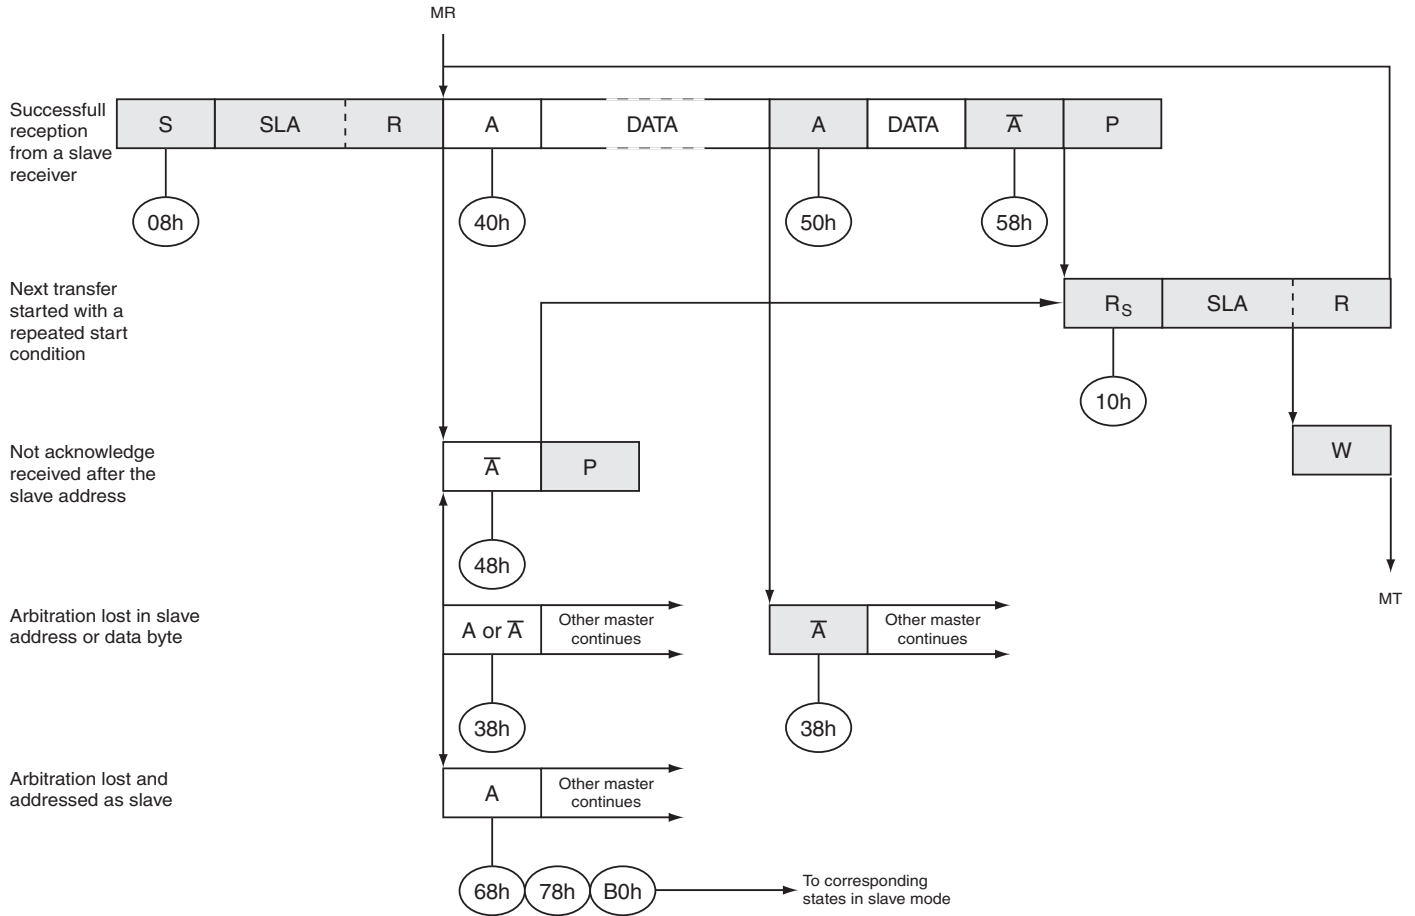 MR
Successfull
reception
from a slave
receiver
S SLA R A DATA A DATA A̅ P
08h 40h 50h 58h
Next transfer
started with a
repeated start
condition
RS SLA R
10h
Not acknowledge
received after the
slave address
A̅ P
W
48h
MT
Arbitration lost in slave
address or data byte
A or A̅ Other master
continues
A̅ Other master
continues
38h 38h
Arbitration lost and
addressed as slave
A Other master
continues
68h 78h B0h
To corresponding
states in slave mode